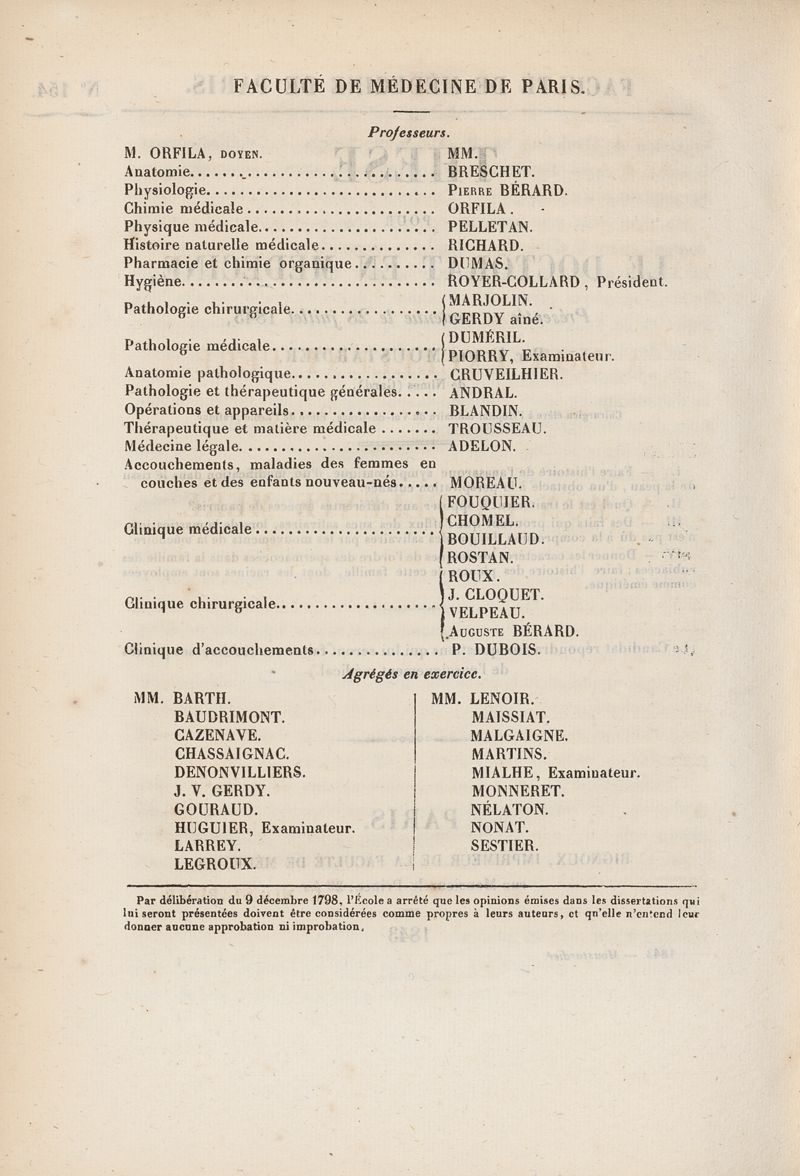 FACULTÉ DE MÉDECINE DE PARIS.
Professeurs.
M. ORFILA, DOYEN. MM.
Anatomie............................. BRESCHET.
Physiologie........................... PIERRE BÉRARD.
Chimie médicale....................... ORFILA.
Physique médicale..................... PELLETAN.
Histoire naturelle médicale.............. RICHARD.
Pharmacie et chimie organique.......... DUMAS.
Hygiène............................... ROYER-COLLARD, Président.
Pathologie chirurgicale.................. MARJOLIN.
GERDY aîné.
Pathologie médicale.................... DUMÉRIL.
PIORRY, Examinateur.
Anatomie pathologique.................. CRUVEILHIER.
Pathologie et thérapeutique générales..... ANDRAL.
Opérations et appareils.................. BLANDIN.
Thérapeutique et matière médicale....... TROUSSEAU.
Médecine légale........................ ADELON.
Accouchements, maladies des femmes en
couches et des enfants nouveau-nés..... MOREAU.
Clinique médicale...................... FOUQUIER.
CHOMEL.
BOUILLAUD.
ROSTAN.
Clinique chirurgicale.................... ROUX.
J. CLOQUET.
VELPEAU.
AUGUSTE BÉRARD.
Clinique d'accouchements............... P. DUBOIS.
Agrégés en exercice.
MM. BARTH.
BAUDRIMONT.
CAZENAVE.
CHASSAIGNAC.
DENONVILLIERS.
J. V. GERDY.
GOURAUD.
HUGUIER, Examinateur.
LARREY.
LEGROUX.
MM. LENOIR.
MAISSIAT.
MALGAIGNE.
MARTINS.
MIALHE, Examinateur.
MONNERET.
NÉLATON.
NONAT.
SESTIER.
Par délibération du 9 décembre 1798, l'École a arrêté que les opinions émises dans les dissertations qui
lui seront présentées doivent être considérées comme propres à leurs auteurs, et qu'elle n'entend leur
donner aucune approbation ni improbation.